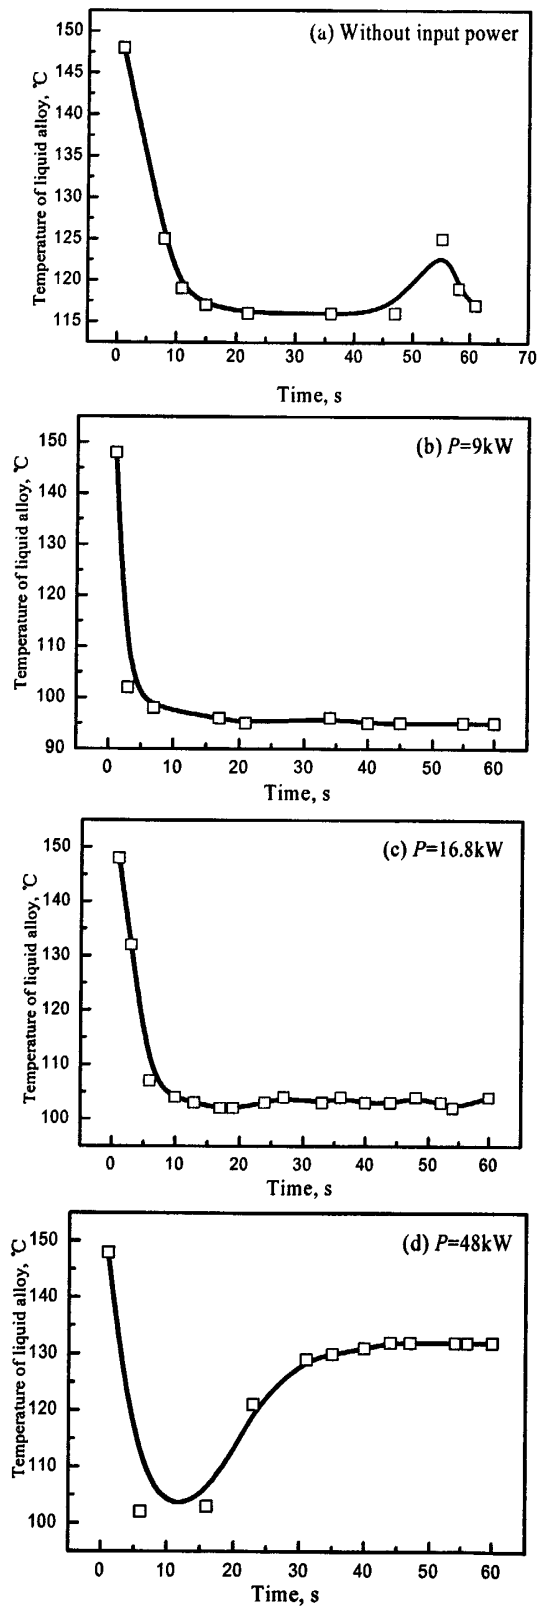 (a) Without input power
150
145
140
135
130
125
120
115
Temperature of liquid alloy, ℃
0 10 20 30 40 50 60 70
Time, s
(b) P=9kW
150
140
130
120
110
100
90
Temperature of liquid alloy, ℃
0 10 20 30 40 50 60
Time, s
(c) P=16.8kW
150
140
130
120
110
100
Temperature of liquid alloy, ℃
0 10 20 30 40 50 60
Time, s
(d) P=48kW
150
140
130
120
110
100
Temperature of liquid alloy, ℃
0 10 20 30 40 50 60
Time, s